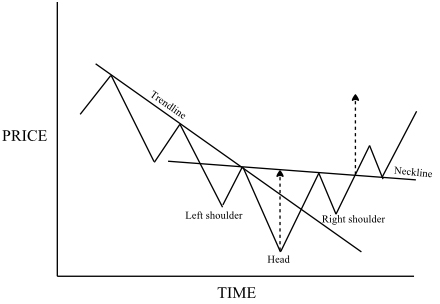 Trendline
PRICE
Neckline
Left shoulder
Right shoulder
Head
TIME